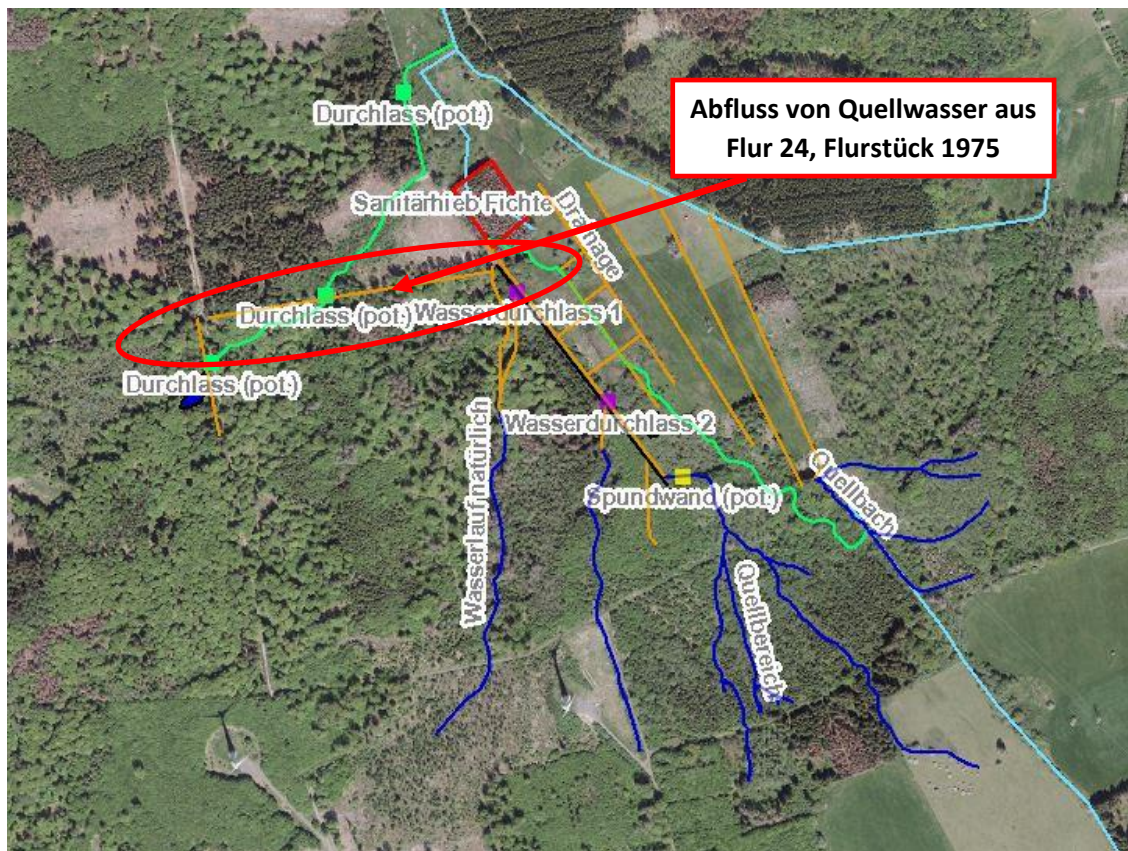 Abfluss von Quellwasser aus
Flur 24, Flurstück 1975
Durchlass (pot.)
Sanitärhieb Fichte
Drainage
Durchlass (pot.)
Wasserdurchlass 1
Durchlass (pot.)
Wasserdurchlass 2
Wasserlauf natürlich
Spundwand (pot.)
Quellbach
Quellbereich